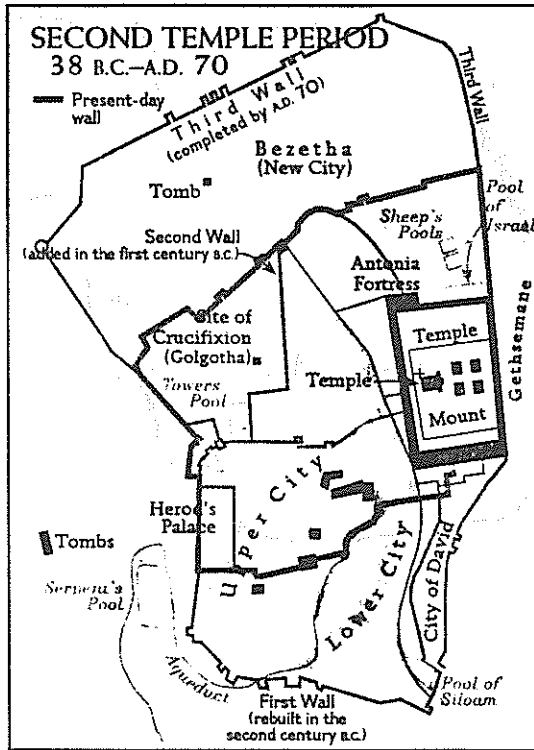 SECOND TEMPLE PERIOD
38 B.C.–A.D. 70
Present-day
wall
Third Wall
(completed by A.D. 70)
Third Wall
Bezetha
(New City)
Tomb
Pool
of
Israel
Sheep's
Pools
Second Wall
(added in the first century B.C.)
Antonia
Fortress
Site of
Crucifixion
(Golgotha)
Temple
Gethsemane
Towers
Pool
Temple
Mount
Upper City
Herod's
Palace
Tombs
Serpent's
Pool
Lower City
City of David
Aqueduct
Pool of
Siloam
First Wall
(rebuilt in the
second century B.C.)